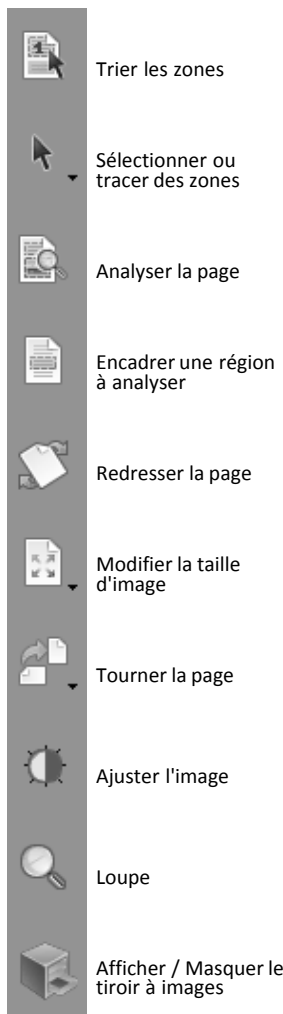 1
Trier les zones
Sélectionner ou
tracer des zones
Analyser la page
Encadrer une région
à analyser
Redresser la page
Modifier la taille
d'image
Tourner la page
Ajuster l'image
Loupe
Afficher / Masquer le
tiroir à images